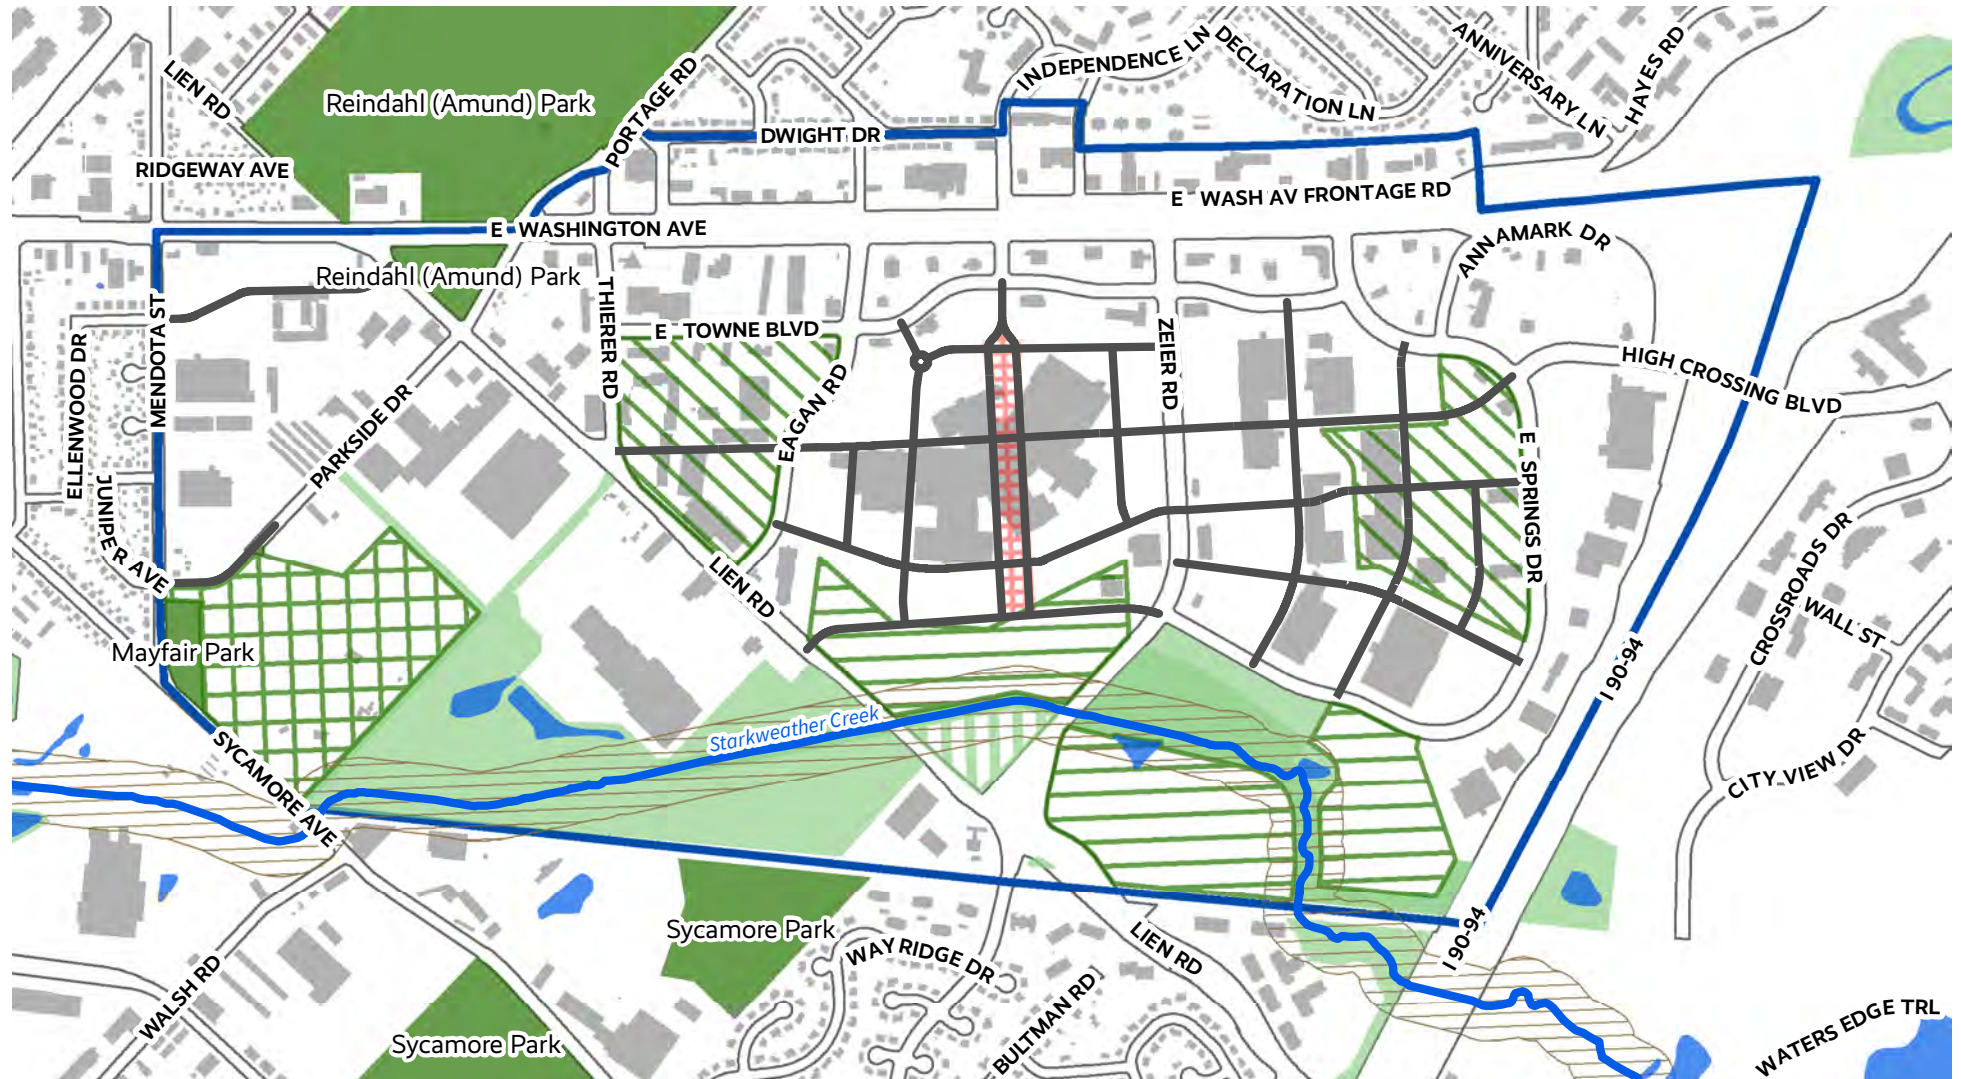 INDEPENDENCE LN
DECLARATION LN
ANNIVERSARY LN
HAYES RD
LIEN RD
Reindahl (Amund) Park
PORTAGE RD
DWIGHT DR
RIDGEWAY AVE
E WASH AV FRONTAGE RD
E WASHINGTON AVE
ANNAMARK DR
Reindahl (Amund) Park
THIERER RD
MENDOTA ST
E TOWNE BLVD
ZEIER RD
ELLENWOOD DR
HIGH CROSSING BLVD
EAGAN RD
PARKSIDE DR
JUNIPER AVE
E SPRINGS DR
CROSSROADS DR
LIEN RD
WALL ST
Mayfair Park
I 90-94
Starkweather Creek
SYCAMORE AVE
CITY VIEW DR
Sycamore Park
WAYRIDGE DR
LIEN RD
I 90-94
WALSH RD
BULTMAN RD
Sycamore Park
WATERS EDGE TRL